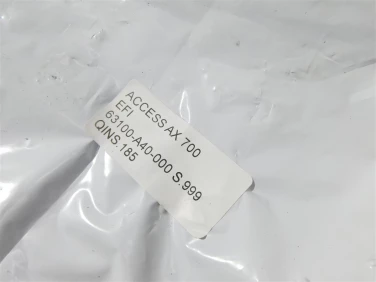 ACCESS AX 700
EFI
63100-A40-000 S.999
QINS.185